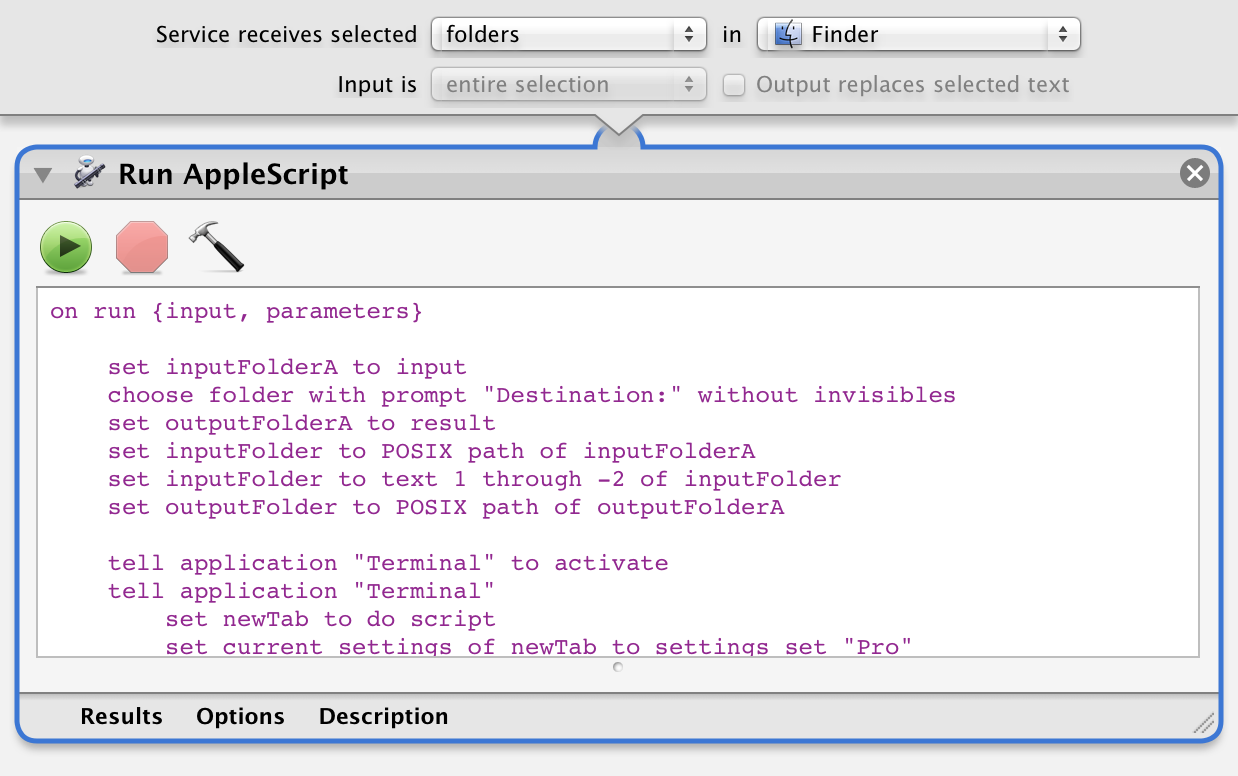 Service receives selected folders in Finder
Input is entire selection Output replaces selected text
Run AppleScript
on run {input, parameters}
set inputFolderA to input
choose folder with prompt "Destination:" without invisibles
set outputFolderA to result
set inputFolder to POSIX path of inputFolderA
set inputFolder to text 1 through -2 of inputFolder
set outputFolder to POSIX path of outputFolderA
tell application "Terminal" to activate
tell application "Terminal"
set newTab to do script
set current settings of newTab to settings set "Pro"
Results Options Description